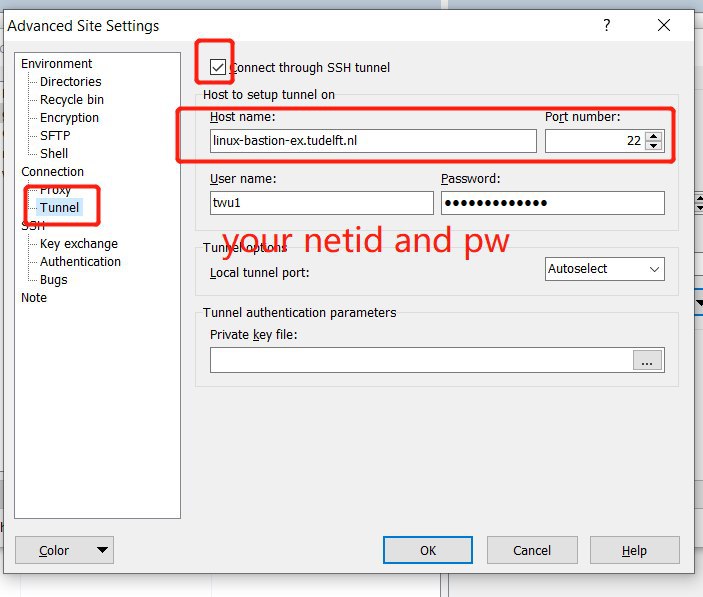 Advanced Site Settings
?
Environment
Directories
Recycle bin
Encryption
SFTP
Shell
Connection
Proxy
Tunnel
SSH
Key exchange
Authentication
Bugs
Note
Connect through SSH tunnel
Host to setup tunnel on
Host name:
Port number:
linux-bastion-ex.tudelft.nl
22
User name:
Password:
twu1
●●●●●●●●●●●●●
your netid and pw
Tunnel options
Local tunnel port:
Autoselect
Tunnel authentication parameters
Private key file:
...
Color
OK
Cancel
Help